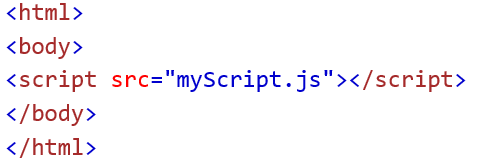 <html>
<body>
<script src="myScript.js"></script>
</body>
</html>